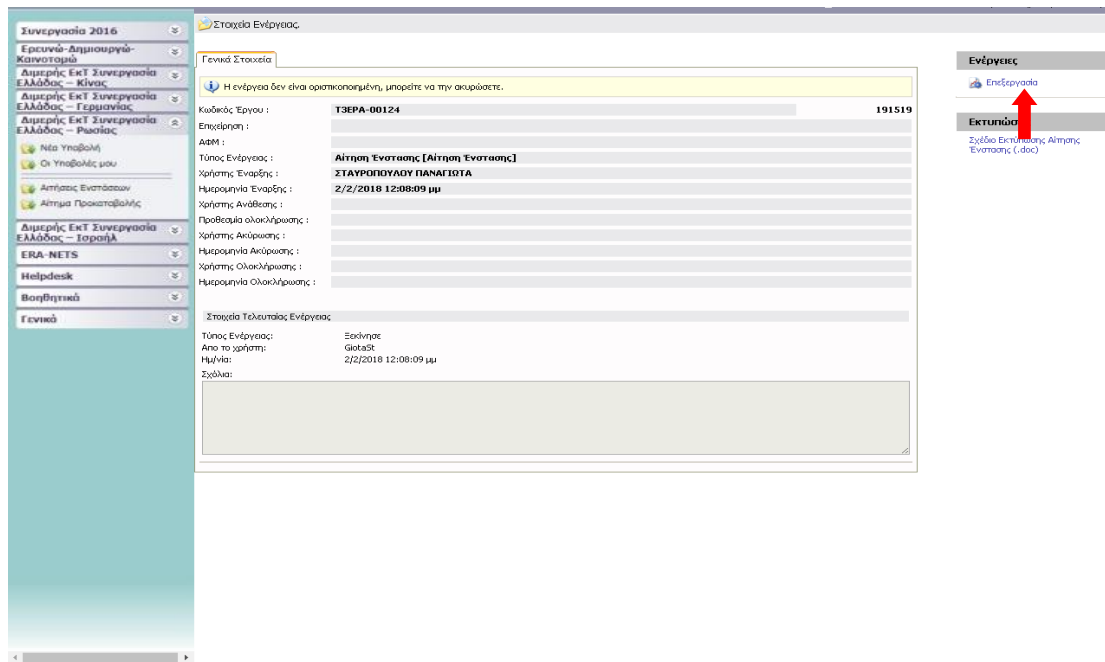 Συνεργασία 2016
Ερευνώ-Δημιουργώ-
Καινοτομώ
Διμερής ΕκΤ Συνεργασία
Ελλάδας – Κίνας
Διμερής ΕκΤ Συνεργασία
Ελλάδας – Γερμανίας
Διμερής ΕκΤ Συνεργασία
Ελλάδας – Ρωσίας
Νέα Υποβολή
Οι Υποβολές μου
Αιτήσεις Ενστάσεων
Αίτημα Προκαταβολής
Διμερής ΕκΤ Συνεργασία
Ελλάδας – Ισραήλ
ERA-NETS
Helpdesk
Βοηθητικά
Γενικά
Στοιχεία Ενέργειας.
Γενικά Στοιχεία
Η ενέργεια δεν είναι οριστικοποιημένη, μπορείτε να την ακυρώσετε.
Κωδικός Έργου : Τ3ΕΡΑ-00124 191519
Επιχείρηση :
ΑΦΜ :
Τύπος Ενέργειας : Αίτηση Ένστασης [Αίτηση Ένστασης]
Χρήστης Έναρξης : ΣΤΑΥΡΟΠΟΥΛΟΥ ΠΑΝΑΓΙΩΤΑ
Ημερομηνία Έναρξης : 2/2/2018 12:08:09 μμ
Χρήστης Ανάθεσης :
Προθεσμία ολοκλήρωσης :
Χρήστης Ακύρωσης :
Ημερομηνία Ακύρωσης :
Χρήστης Ολοκλήρωσης :
Ημερομηνία Ολοκλήρωσης :
Στοιχεία Τελευταίας Ενέργειας
Τύπος Ενέργειας: Ξεκίνησε
Απο το χρήστη: GiotaSt
Ημ/νία: 2/2/2018 12:08:09 μμ
Σχόλια:
Ενέργειες
Επεξεργασία
Σχέδιο Εκτύπωσης Αίτησης
Ένστασης (.doc)